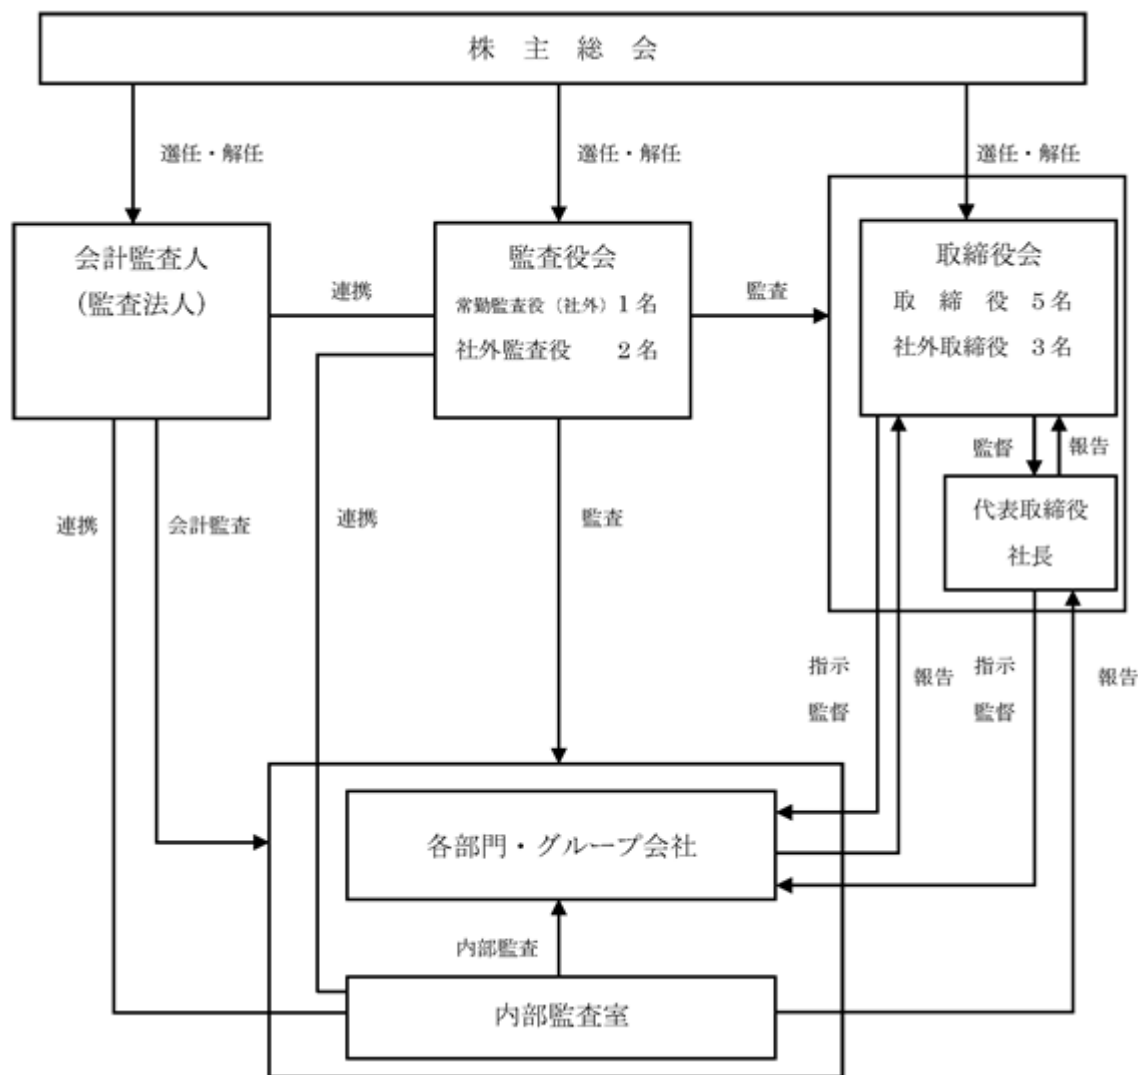 株 主 総 会
選任・解任
選任・解任
選任・解任
会計監査人
(監査法人)
連携
監査役会
常勤監査役（社外）１名
社外監査役 ２名
監査
取締役会
取 締 役 ５名
社外取締役 ３名
監督
報告
代表取締役
社長
連携
会計監査
連携
監査
指示
監督
報告
指示
監督
報告
各部門・グループ会社
内部監査
内部監査室